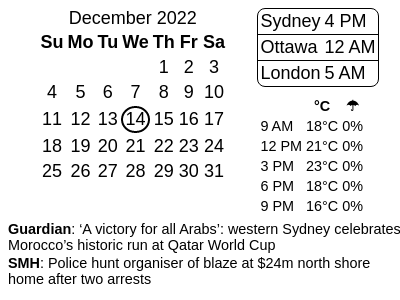 December 2022
Su Mo Tu We Th Fr Sa
1 2 3
4 5 6 7 8 9 10
11 12 13 14 15 16 17
18 19 20 21 22 23 24
25 26 27 28 29 30 31
Sydney 4 PM
Ottawa 12 AM
London 5 AM
°C ☂
9 AM 18°C 0%
12 PM 21°C 0%
3 PM 23°C 0%
6 PM 18°C 0%
9 PM 16°C 0%
Guardian: ‘A victory for all Arabs’: western Sydney celebrates
Morocco’s historic run at Qatar World Cup
SMH: Police hunt organiser of blaze at $24m north shore
home after two arrests